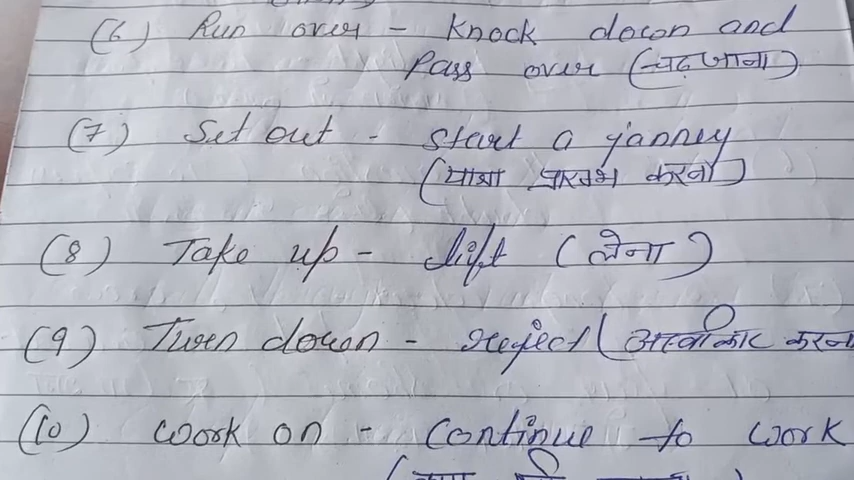 (6) Run over - Knock down and
Pass over (चढ़ जाना)
(7) Set out - Start a janney
(यात्रा प्रारम्भ करना)
(8) Take up - lift (लेना)
(9) Turn down - reject (अस्वीकार करना
(10) work on - continue to work